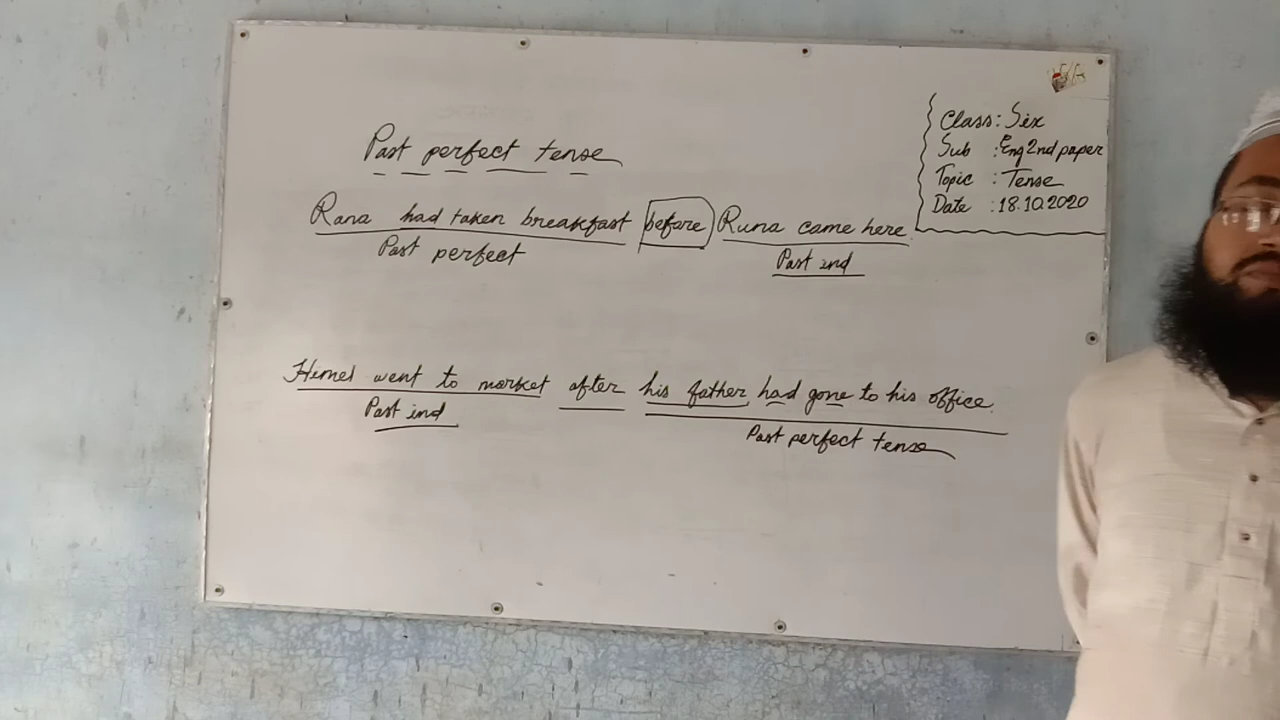 Past perfect tense
Rana had taken breakfast before Runa came here.
Past perfect
Past ind
Himel went to market after his father had gone to his office.
Past ind
Past perfect tense
Class: Six
Sub : Eng 2nd paper
Topic : Tense
Date : 18.10.2020